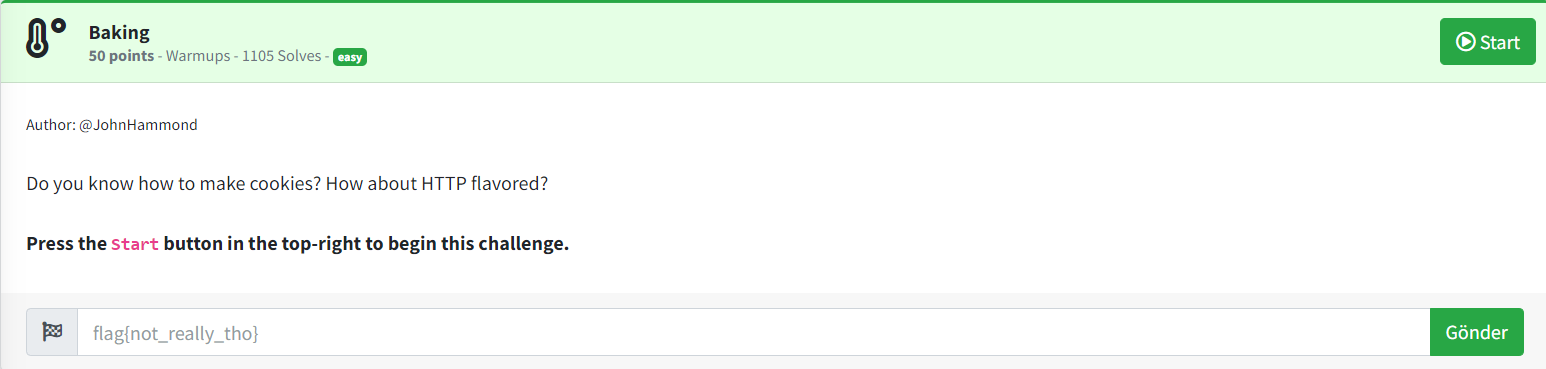 Baking
50 points - Warmups - 1105 Solves - easy
Start
Author: @JohnHammond
Do you know how to make cookies? How about HTTP flavored?
Press the Start button in the top-right to begin this challenge.
flag{not_really_tho}
Gönder